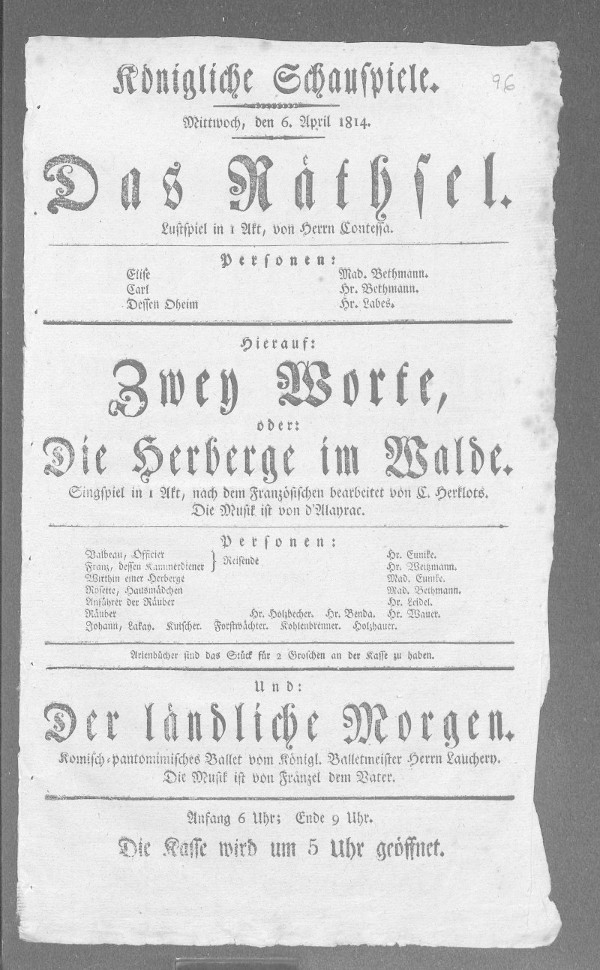 96
Königliche Schauspiele.
Mittwoch, den 6. April 1814.
Das Räthsel.
Lustspiel in 1 Akt, von Herrn Contessa.
Personen:
Elise Mad. Bethmann.
Carl Hr. Bethmann.
Dessen Oheim Hr. Labes.
Hierauf:
Zwey Worte,
oder:
Die Herberge im Walde.
Singspiel in 1 Akt, nach dem Französischen bearbeitet von C. Herklots.
Die Musik ist von d'Alayrac.
Personen:
Valbeau, Officier } Reisende Hr. Eunike.
Franz, dessen Kammerdiener Hr. Weitzmann.
Wirthin einer Herberge Mad. Eunike.
Rosette, Hausmädchen Mad. Bethmann.
Anführer der Räuber Hr. Leidel.
Räuber Hr. Holzbecher. Hr. Benda. Hr. Wauer.
Johann, Lakay. Kutscher. Forstwächter. Kohlenbrenner. Holzhauer.
Arienbücher sind das Stück für 2 Groschen an der Kasse zu haben.
Und:
Der ländliche Morgen.
Komisch-pantomimisches Ballet vom Königl. Balletmeister Herrn Lauchery.
Die Musik ist von Fränzel dem Vater.
Anfang 6 Uhr; Ende 9 Uhr.
Die Kasse wird um 5 Uhr geöffnet.